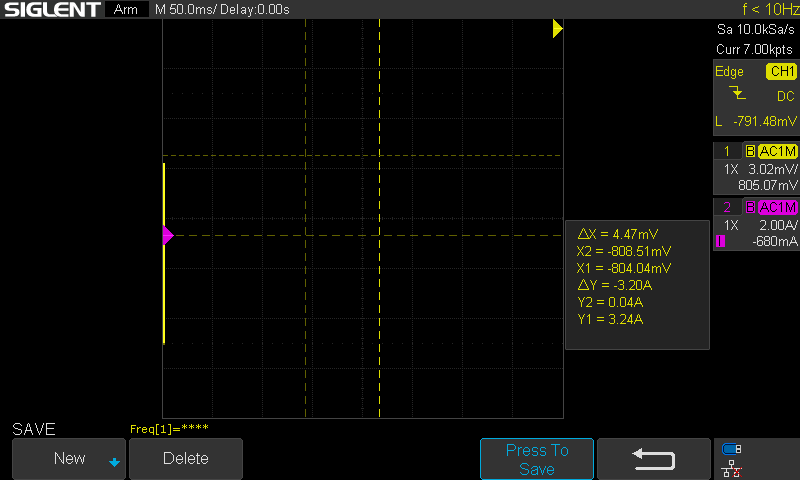 SIGLENT Arm M 50.0ms/ Delay:0.00s f < 10Hz
Sa 10.0kSa/s
Curr 7.00kpts
Edge CH1
DC
L -791.48mV
1 B AC1M
1X 3.02mV/
805.07mV
2 B AC1M
1X 2.00A/
-680mA
△X = 4.47mV
X2 = -808.51mV
X1 = -804.04mV
△Y = -3.20A
Y2 = 0.04A
Y1 = 3.24A
SAVE Freq[1]=****
New Delete Press To
Save